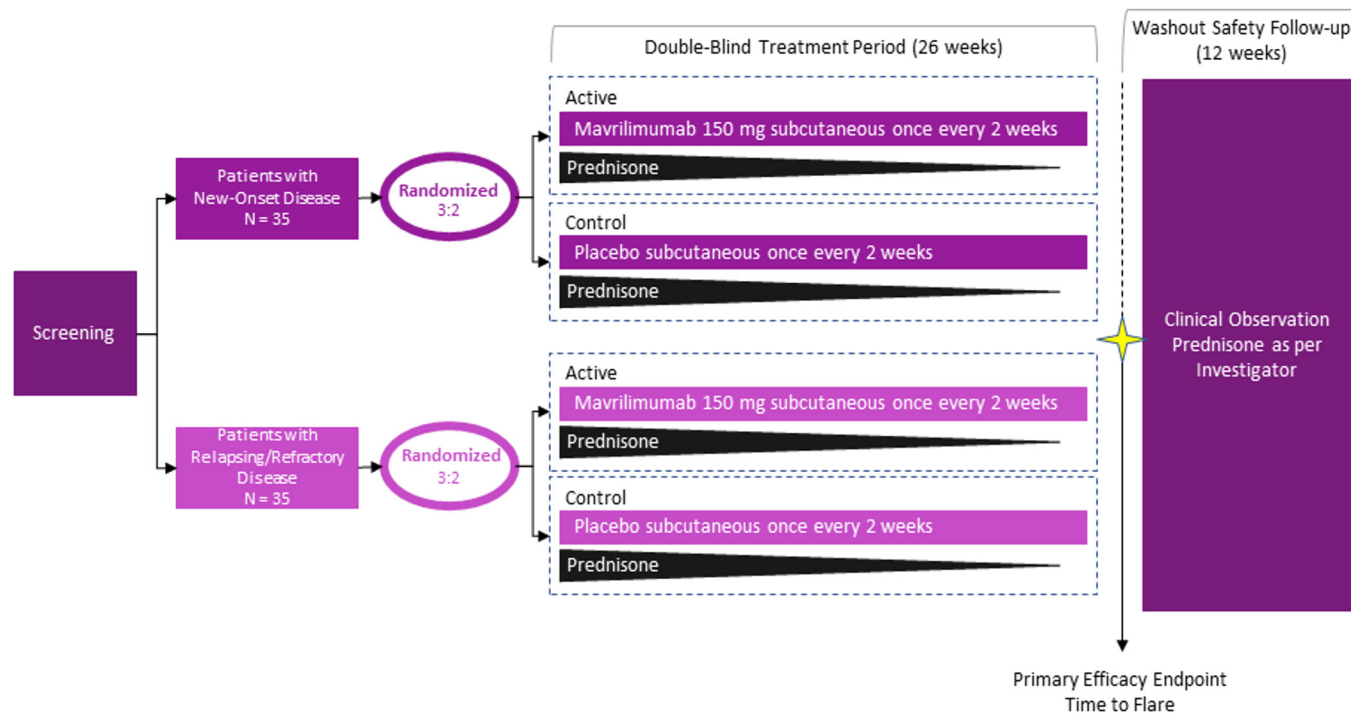 Double-Blind Treatment Period (26 weeks)
Washout Safety Follow-up
(12 weeks)
Screening
Patients with
New-Onset Disease
N = 35
Randomized
3:2
Active
Mavrilimumab 150 mg subcutaneous once every 2 weeks
Prednisone
Control
Placebo subcutaneous once every 2 weeks
Prednisone
Patients with
Relapsing/Refractory
Disease
N = 35
Randomized
3:2
Active
Mavrilimumab 150 mg subcutaneous once every 2 weeks
Prednisone
Control
Placebo subcutaneous once every 2 weeks
Prednisone
Clinical Observation
Prednisone as per
Investigator
Primary Efficacy Endpoint
Time to Flare